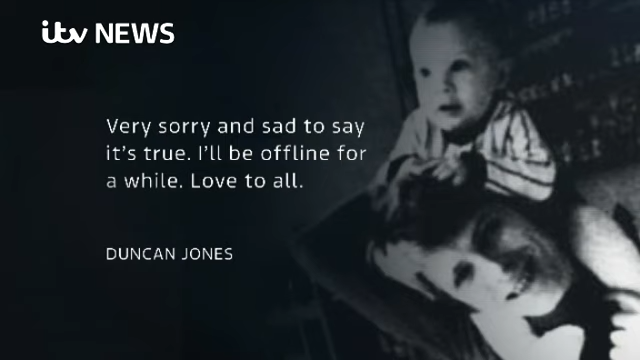 itv NEWS
Very sorry and sad to say
it's true. I'll be offline for
a while. Love to all.
DUNCAN JONES